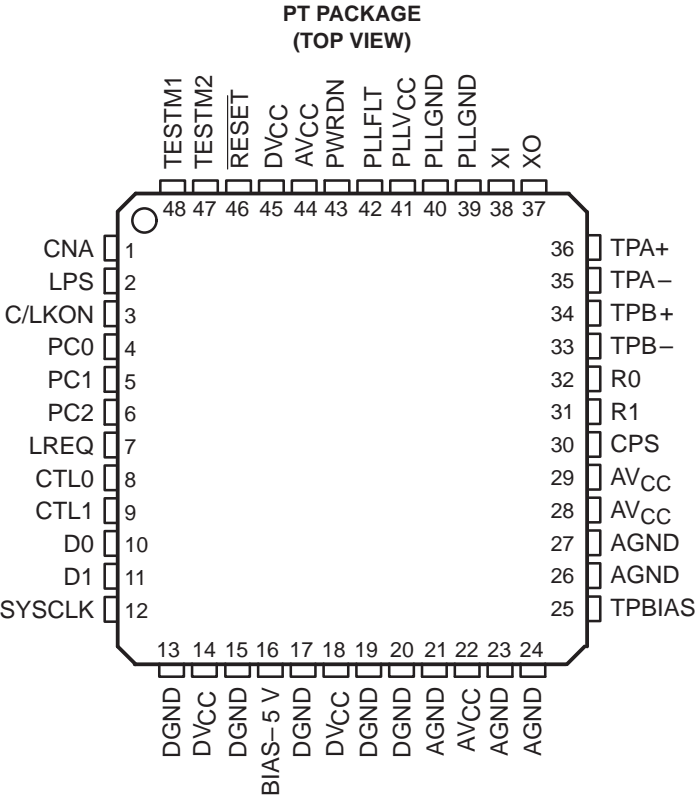 PT PACKAGE
(TOP VIEW)
TESTM1
TESTM2
RESET
DVCC
AVCC
PWRDN
PLLFLT
PLLVCC
PLLGND
PLLGND
XI
XO
48 47 46 45 44 43 42 41 40 39 38 37
CNA 1
LPS 2
C/LKON 3
PC0 4
PC1 5
PC2 6
LREQ 7
CTL0 8
CTL1 9
D0 10
D1 11
SYSCLK 12
36 TPA+
35 TPA–
34 TPB+
33 TPB–
32 R0
31 R1
30 CPS
29 AVCC
28 AVCC
27 AGND
26 AGND
25 TPBIAS
13 14 15 16 17 18 19 20 21 22 23 24
DGND
DVCC
DGND
BIAS– 5 V
DGND
DVCC
DGND
DGND
AGND
AVCC
AGND
AGND